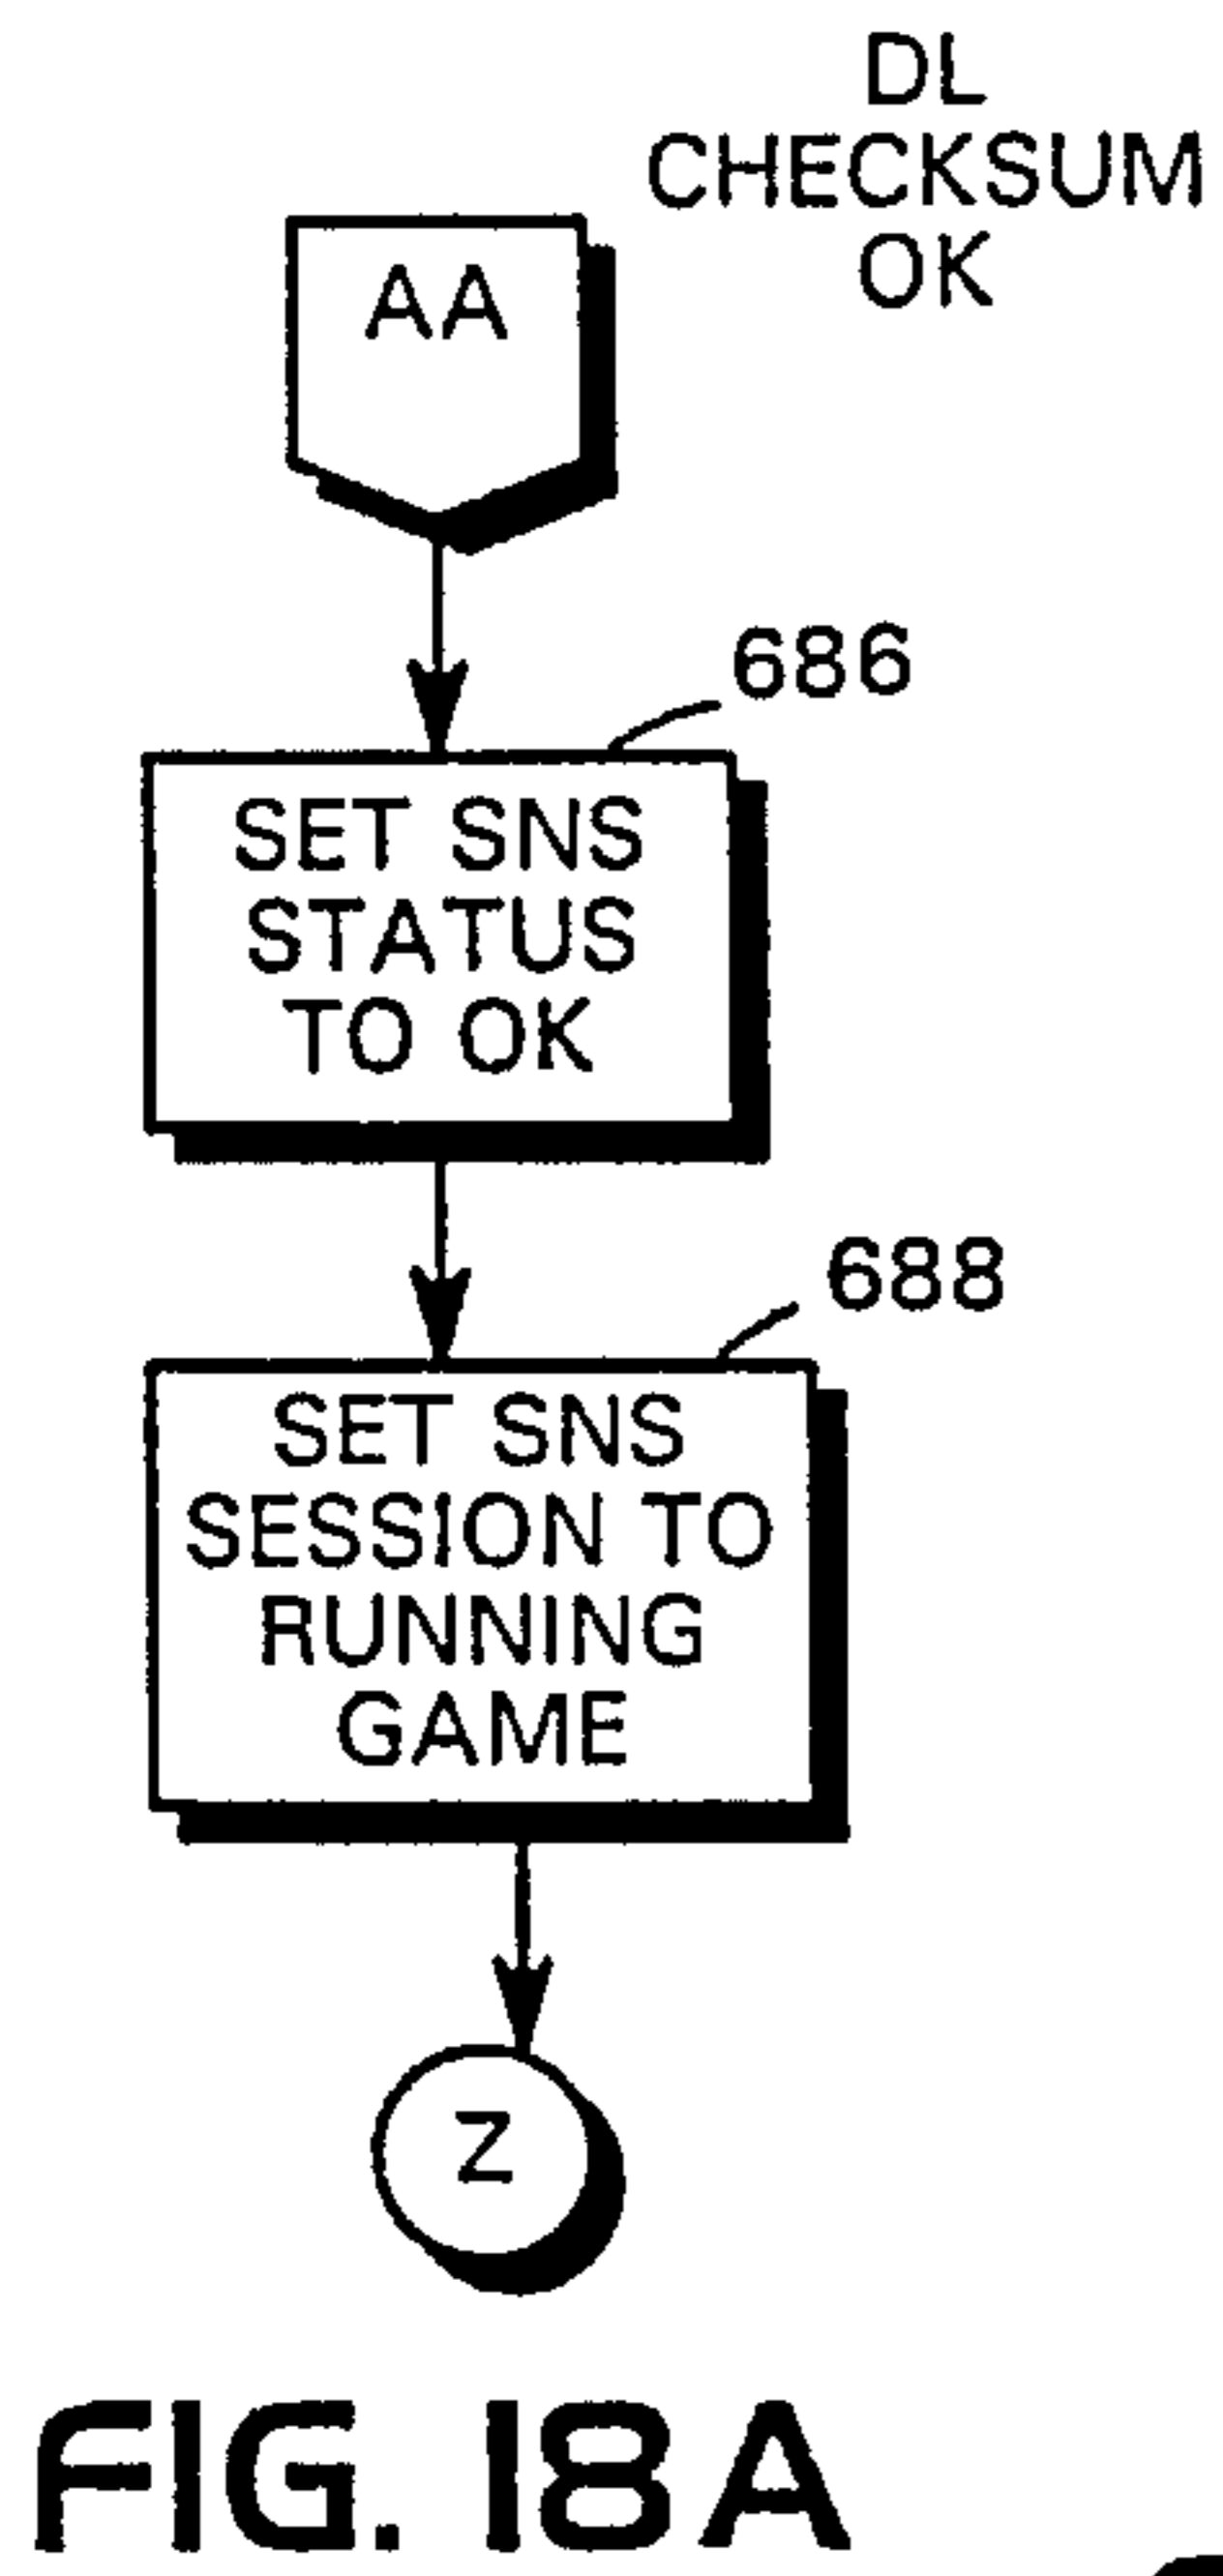 DL
CHECKSUM
OK
AA
686
SET SNS
STATUS
TO OK
688
SET SNS
SESSION TO
RUNNING
GAME
Z
FIG. 18A